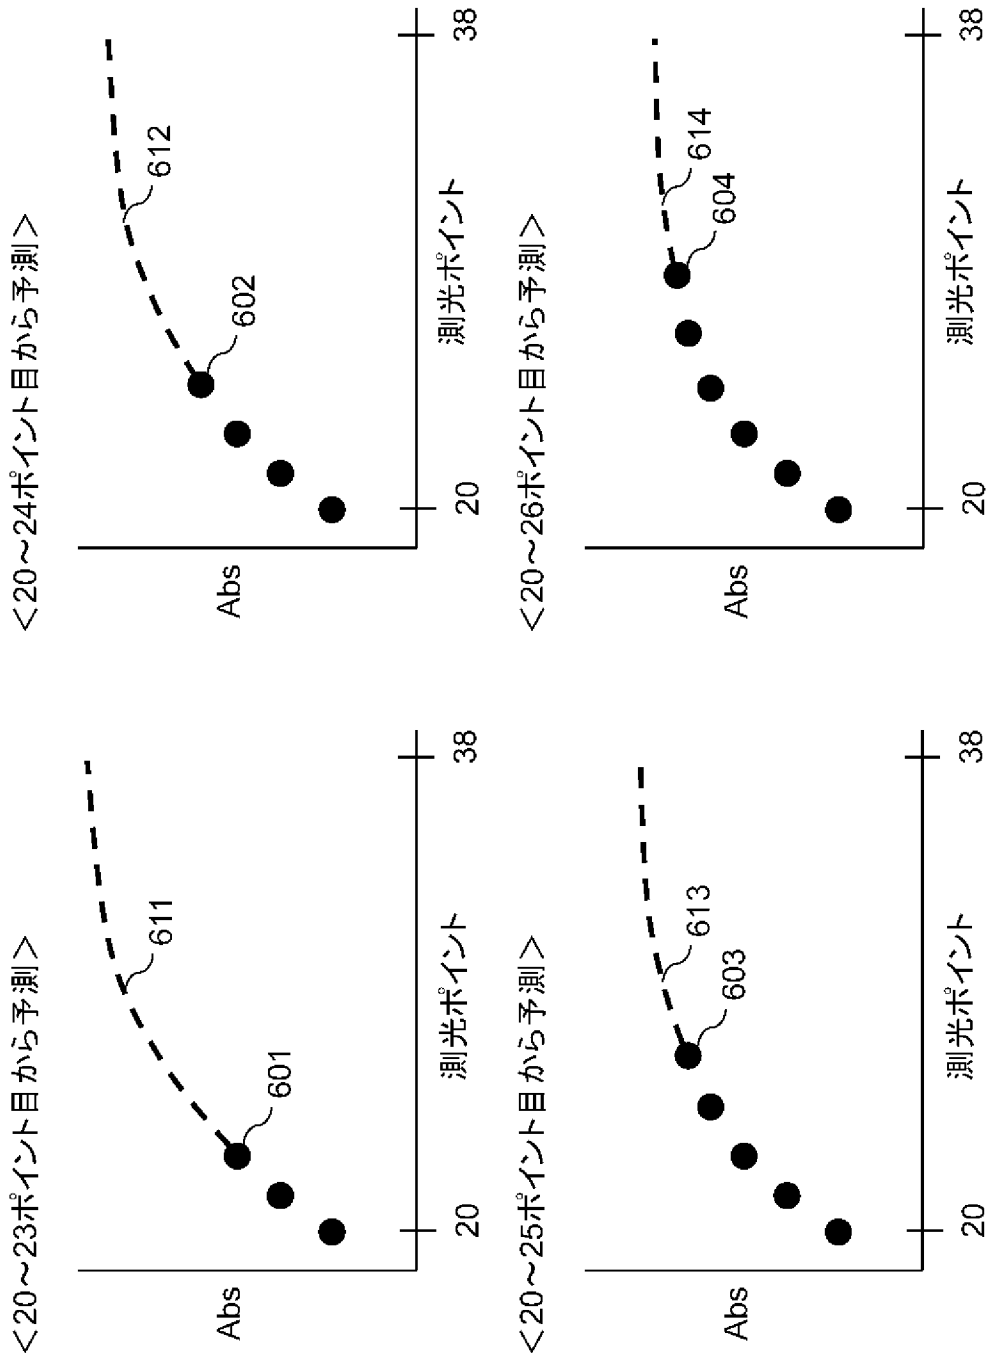 <20～23ポイント目から予測>
Abs
611
601
20
38
測光ポイント
<20～24ポイント目から予測>
Abs
612
602
20
38
測光ポイント
<20～25ポイント目から予測>
Abs
613
603
20
38
測光ポイント
<20～26ポイント目から予測>
Abs
614
604
20
38
測光ポイント